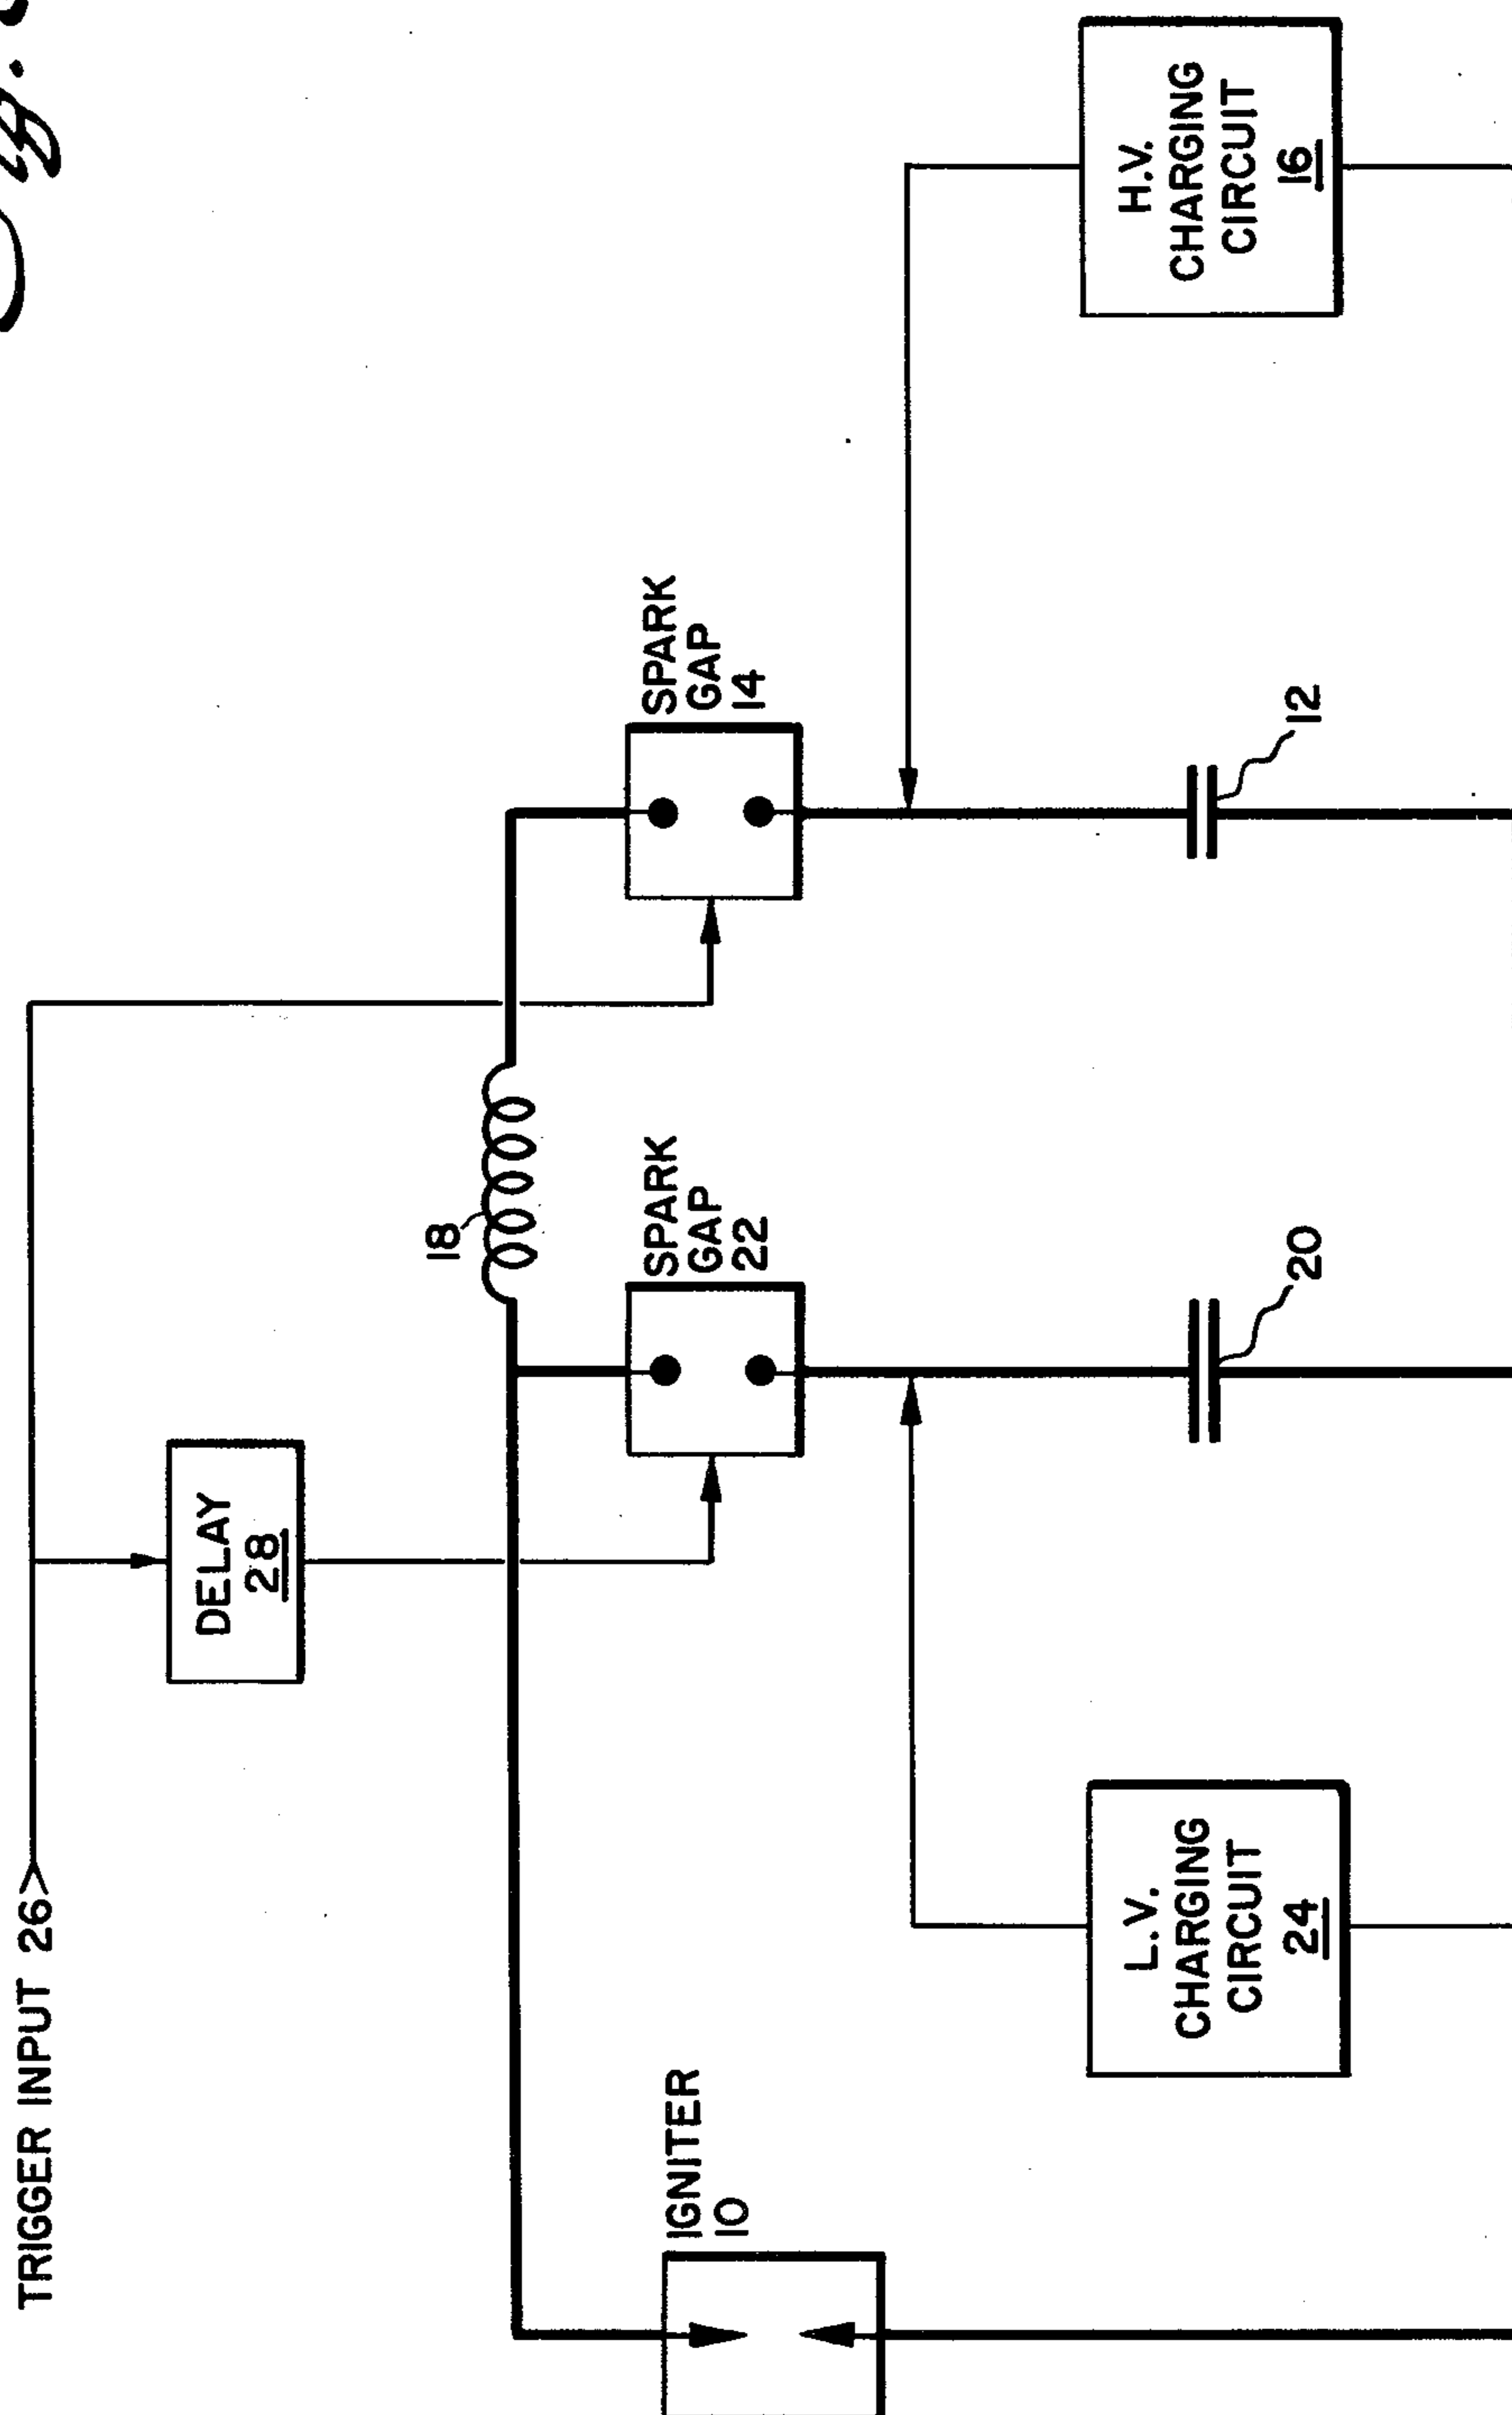 TRIGGER INPUT 26
DELAY
28
18
SPARK
GAP
22
SPARK
GAP
14
IGNITER
10
L.V.
CHARGING
CIRCUIT
24
20
12
H.V.
CHARGING
CIRCUIT
16